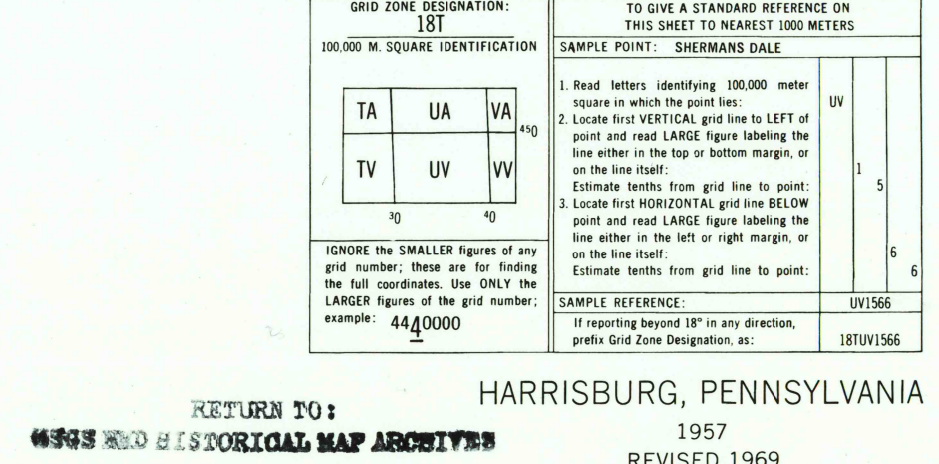 GRID ZONE DESIGNATION:
18T
100,000 M. SQUARE IDENTIFICATION
TA UA VA
450
TV UV VV
30 40
IGNORE the SMALLER figures of any
grid number; these are for finding
the full coordinates. Use ONLY the
LARGER figures of the grid number;
example: 4440000
TO GIVE A STANDARD REFERENCE ON
THIS SHEET TO NEAREST 1000 METERS
SAMPLE POINT: SHERMANS DALE
1. Read letters identifying 100,000 meter
square in which the point lies: UV
2. Locate first VERTICAL grid line to LEFT of
point and read LARGE figure labeling the
line either in the top or bottom margin, or
on the line itself: 1
Estimate tenths from grid line to point: 5
3. Locate first HORIZONTAL grid line BELOW
point and read LARGE figure labeling the
line either in the left or right margin, or
on the line itself: 6
Estimate tenths from grid line to point: 6
SAMPLE REFERENCE: UV1566
If reporting beyond 18° in any direction,
prefix Grid Zone Designation, as: 18TUV1566
HARRISBURG, PENNSYLVANIA
1957
REVISED 1969
RETURN TO:
USGS HISTORICAL MAP ARCHIVES